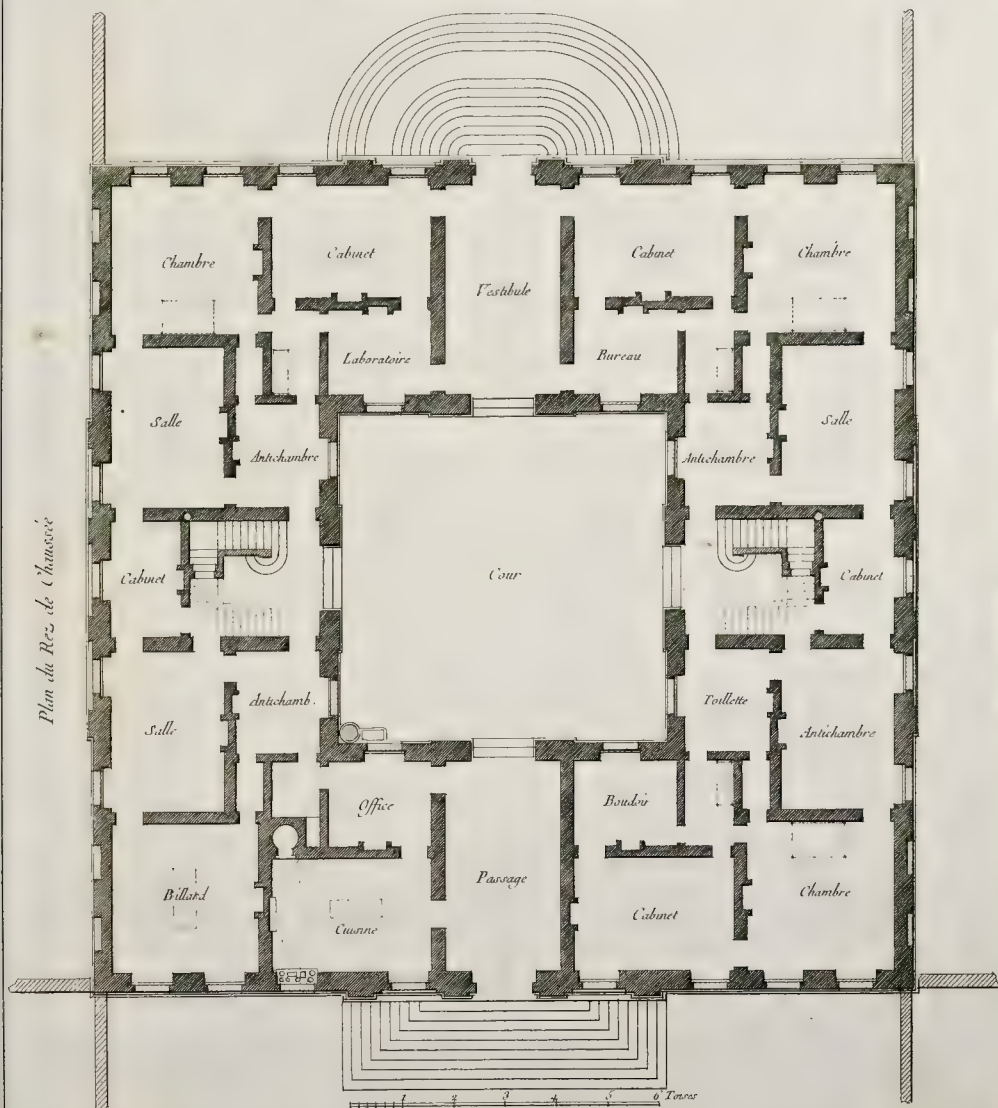 Plan du Rez de Chaussée
Chambre
Cabinet
Vestibule
Cabinet
Chambre
Laboratoire
Bureau
Salle
Salle
Antichambre
Antichambre
Cabinet
Cour
Cabinet
Salle
Antichamb.
Toillette
Antichambre
Office
Boudoir
Billard
Passage
Chambre
Cuisine
Cabinet
1 2 3 4 5 6 Toises